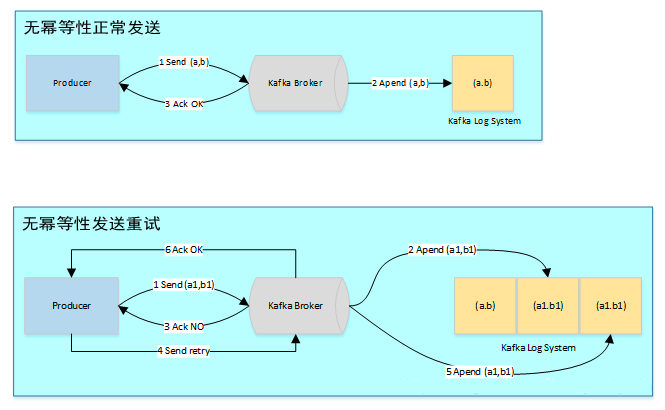 无幂等性正常发送
1 Send (a,b)
Producer
Kafka Broker
2 Apend (a,b)
(a.b)
3 Ack OK
Kafka Log System
无幂等性发送重试
6 Ack OK
2 Apend (a1,b1)
1 Send (a1,b1)
Producer
Kafka Broker
(a.b)
(a1.b1)
(a1.b1)
3 Ack NO
4 Send retry
Kafka Log System
5 Apend (a1,b1)